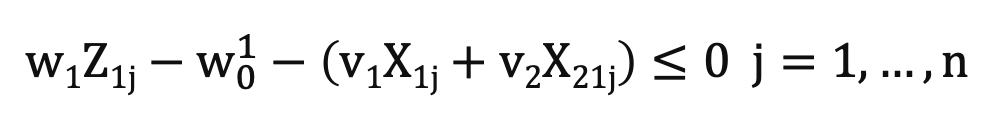 w₁Z₁ⱼ − w₀¹ − (v₁X₁ⱼ + v₂X₂₁ⱼ) ≤ 0 j = 1, … , n